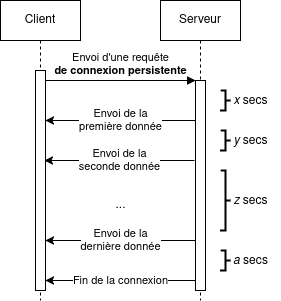 Client
Serveur
Envoi d'une requête
de connexion persistente
x secs
Envoi de la
première donnée
y secs
Envoi de la
seconde donnée
z secs
...
Envoi de la
dernière donnée
a secs
Fin de la connexion